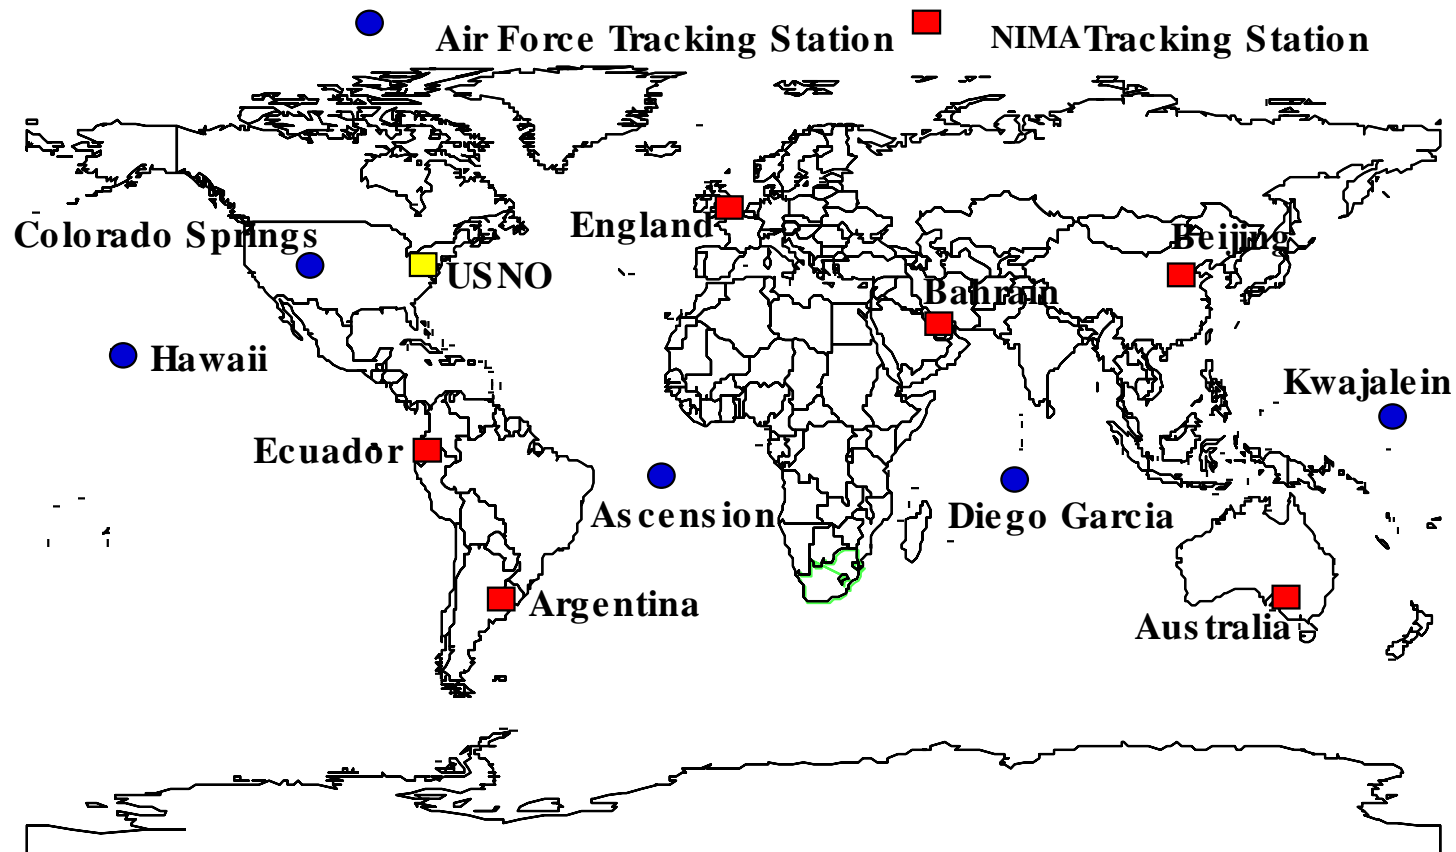 Air Force Tracking Station
NIMA Tracking Station
England
Colorado Springs
Beijing
USNO
Bahrain
Hawaii
Kwajalein
Ecuador
Ascension
Diego Garcia
Argentina
Australia